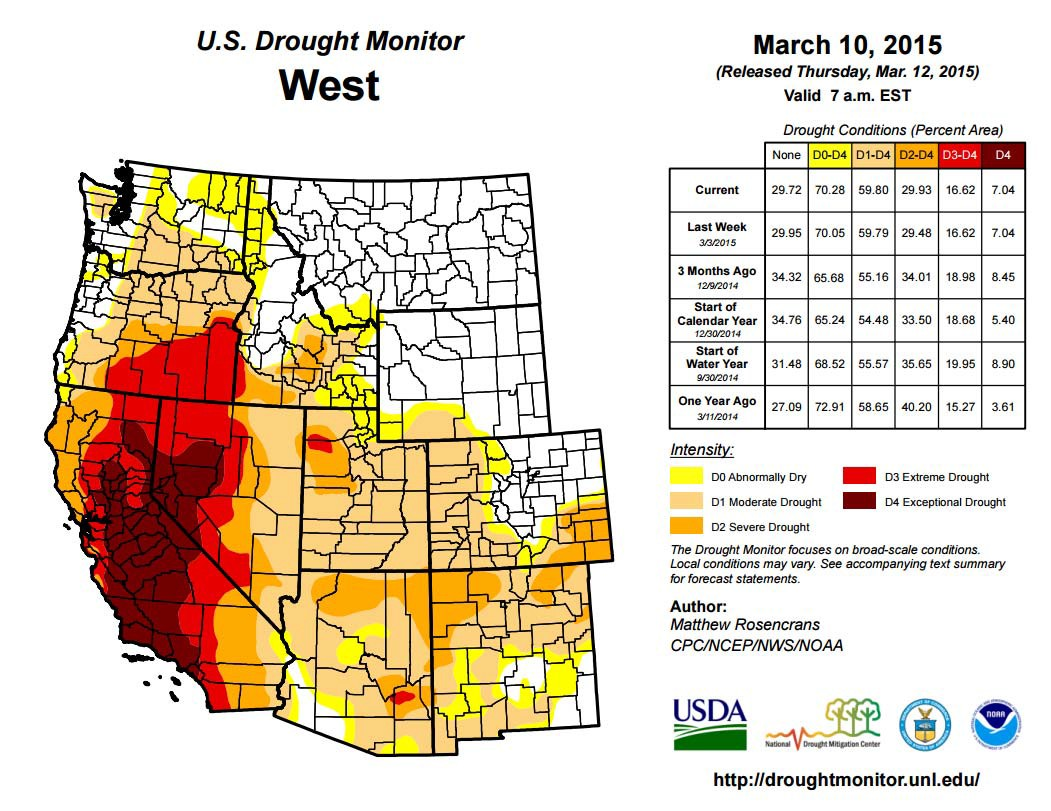 U.S. Drought Monitor
West
March 10, 2015
(Released Thursday, Mar. 12, 2015)
Valid 7 a.m. EST
Drought Conditions (Percent Area)
None D0-D4 D1-D4 D2-D4 D3-D4 D4
Current 29.72 70.28 59.80 29.93 16.62 7.04
Last Week
3/3/2015
29.95 70.05 59.79 29.48 16.62 7.04
3 Months Ago
12/9/2014
34.32 65.68 55.16 34.01 18.98 8.45
Start of
Calendar Year
12/30/2014
34.76 65.24 54.48 33.50 18.68 5.40
Start of
Water Year
9/30/2014
31.48 68.52 55.57 35.65 19.95 8.90
One Year Ago
3/11/2014
27.09 72.91 58.65 40.20 15.27 3.61
Intensity:
D0 Abnormally Dry
D1 Moderate Drought
D2 Severe Drought
D3 Extreme Drought
D4 Exceptional Drought
The Drought Monitor focuses on broad-scale conditions.
Local conditions may vary. See accompanying text summary
for forecast statements.
Author:
Matthew Rosencrans
CPC/NCEP/NWS/NOAA
USDA
National Drought Mitigation Center
NOAA
http://droughtmonitor.unl.edu/